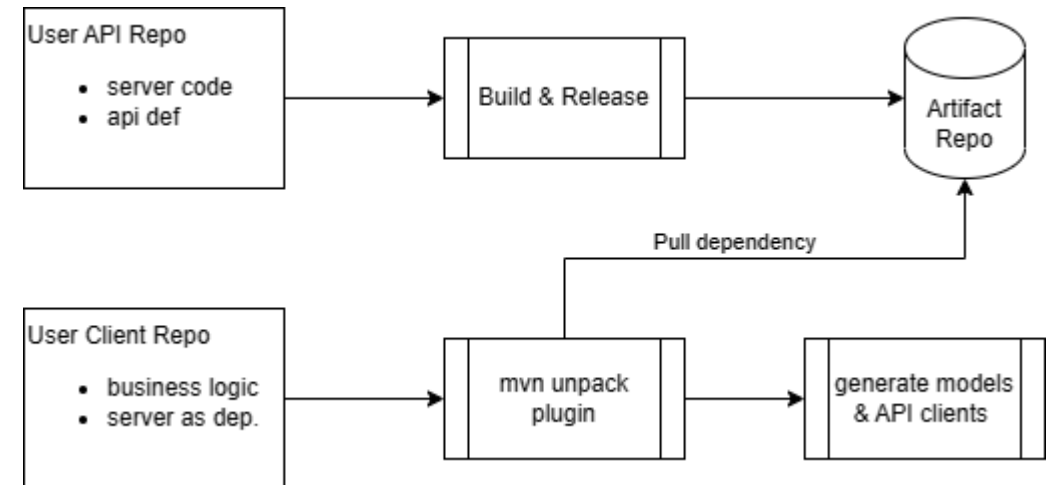 User API Repo
• server code
• api def
Build & Release
Artifact
Repo
Pull dependency
User Client Repo
• business logic
• server as dep.
mvn unpack
plugin
generate models
& API clients